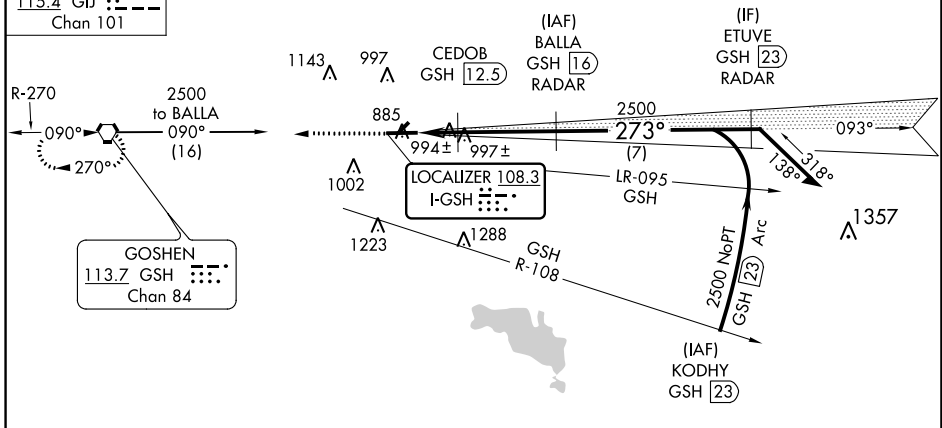 115.4 GIJ
Chan 101
R-270
090°
270°
2500
to BALLA
090°
(16)
GOSHEN
113.7 GSH
Chan 84
1143
997
885
994±
997±
1002
1223
1288
1357
CEDOB
GSH 12.5
(IAF)
BALLA
GSH 16
RADAR
(IF)
ETUVE
GSH 23
RADAR
2500
273°
(7)
093°
138°
318°
LOCALIZER 108.3
I-GSH
LR-095
GSH
GSH
R-108
2500 NoPT
GSH 23 Arc
(IAF)
KODHY
GSH 23